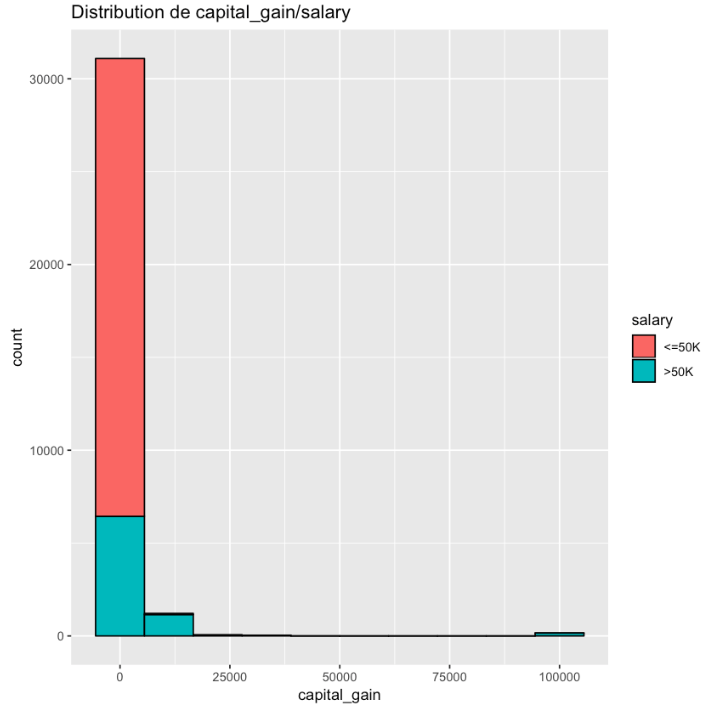 Distribution de capital_gain/salary
30000
20000
10000
0
count
0 25000 50000 75000 100000
capital_gain
salary
<=50K
>50K